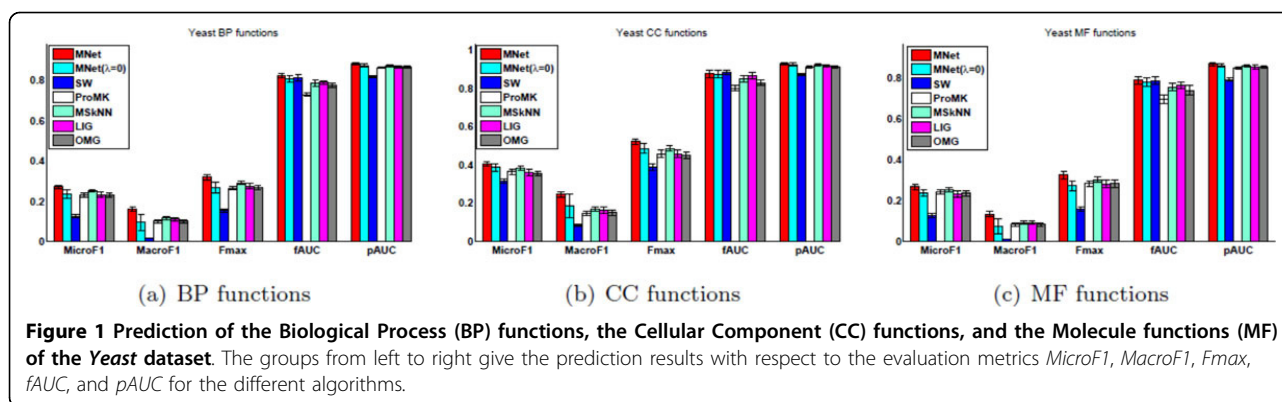 Yeast BP functions
MNet
MNet(λ=0)
SW
ProMK
MSkNN
LIG
OMG
0.8
0.6
0.4
0.2
0
MicroF1 MacroF1 Fmax fAUC pAUC
(a) BP functions
Yeast CC functions
MNet
MNet(λ=0)
SW
ProMK
MSkNN
LIG
OMG
1
0.8
0.6
0.4
0.2
0
MicroF1 MacroF1 Fmax fAUC pAUC
(b) CC functions
Yeast MF functions
MNet
MNet(λ=0)
SW
ProMK
MSkNN
LIG
OMG
0.8
0.6
0.4
0.2
0
MicroF1 MacroF1 Fmax fAUC pAUC
(c) MF functions
Figure 1 Prediction of the Biological Process (BP) functions, the Cellular Component (CC) functions, and the Molecule functions (MF)
of the Yeast dataset. The groups from left to right give the prediction results with respect to the evaluation metrics MicroF1, MacroF1, Fmax,
fAUC, and pAUC for the different algorithms.